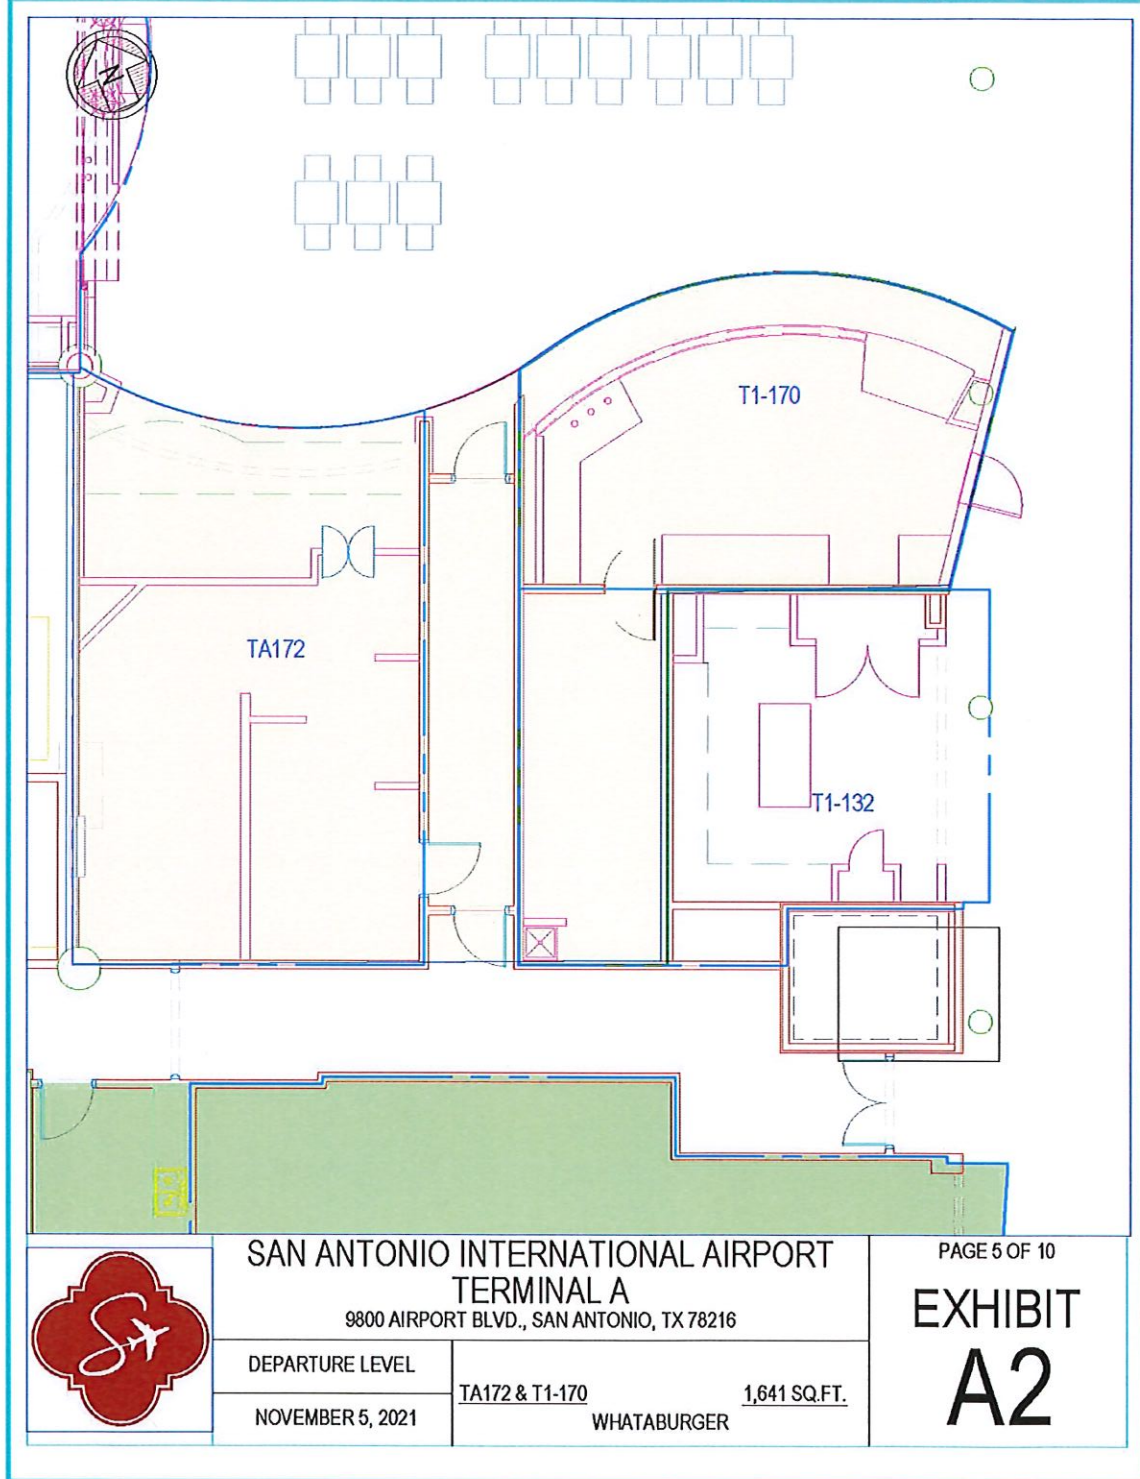 N
T1-170
TA172
T1-132
SAN ANTONIO INTERNATIONAL AIRPORT
TERMINAL A
9800 AIRPORT BLVD., SAN ANTONIO, TX 78216
DEPARTURE LEVEL
NOVEMBER 5, 2021
TA172 & T1-170 1,641 SQ.FT.
WHATABURGER
PAGE 5 OF 10
EXHIBIT
A2